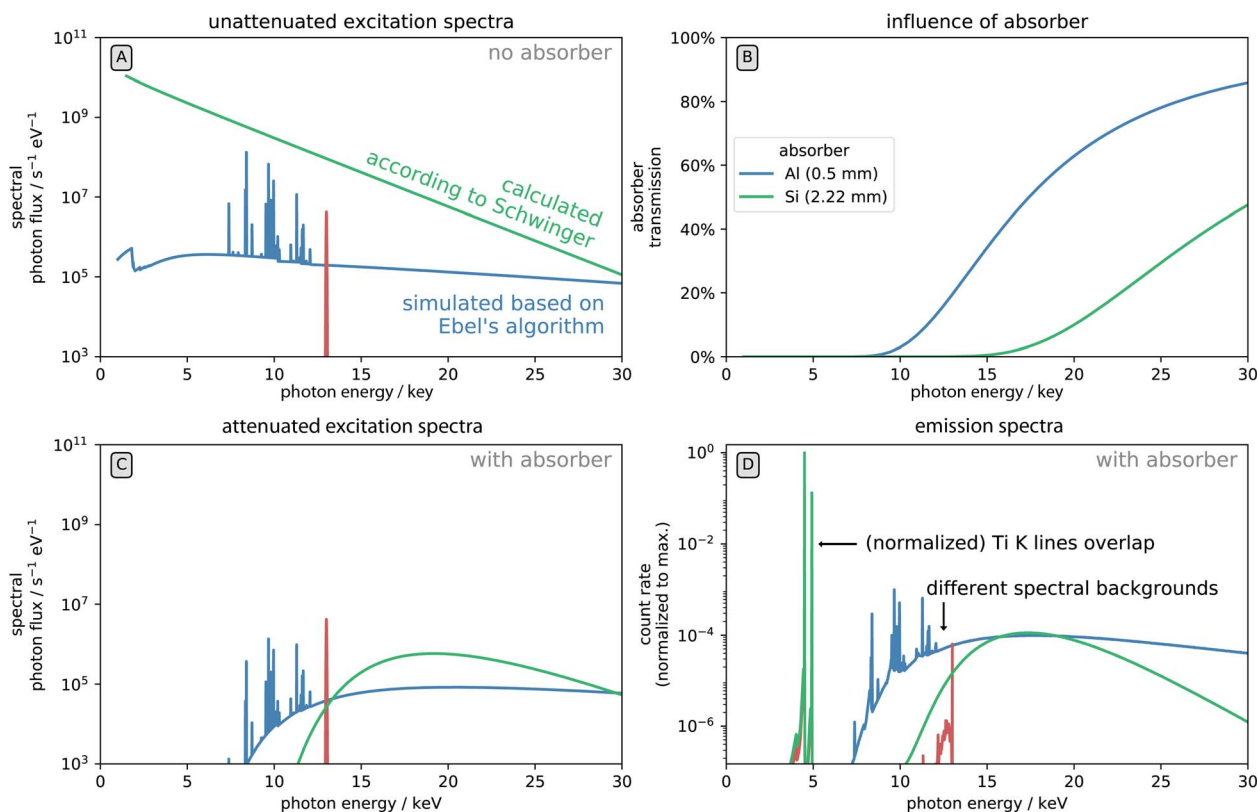 unattenuated excitation spectra
A
no absorber
calculated
according to Schwinger
simulated based on
Ebel's algorithm
10¹¹
10⁹
10⁷
10⁵
10³
spectral
photon flux / s⁻¹ eV⁻¹
0 5 10 15 20 25 30
photon energy / key
influence of absorber
B
100%
80%
60%
40%
20%
0%
absorber
transmission
absorber
Al (0.5 mm)
Si (2.22 mm)
0 5 10 15 20 25 30
photon energy / key
attenuated excitation spectra
C
with absorber
10¹¹
10⁹
10⁷
10⁵
10³
spectral
photon flux / s⁻¹ eV⁻¹
0 5 10 15 20 25 30
photon energy / keV
emission spectra
D
with absorber
(normalized) Ti K lines overlap
different spectral backgrounds
10⁰
10⁻²
10⁻⁴
10⁻⁶
count rate
(normalized to max.)
0 5 10 15 20 25 30
photon energy / keV